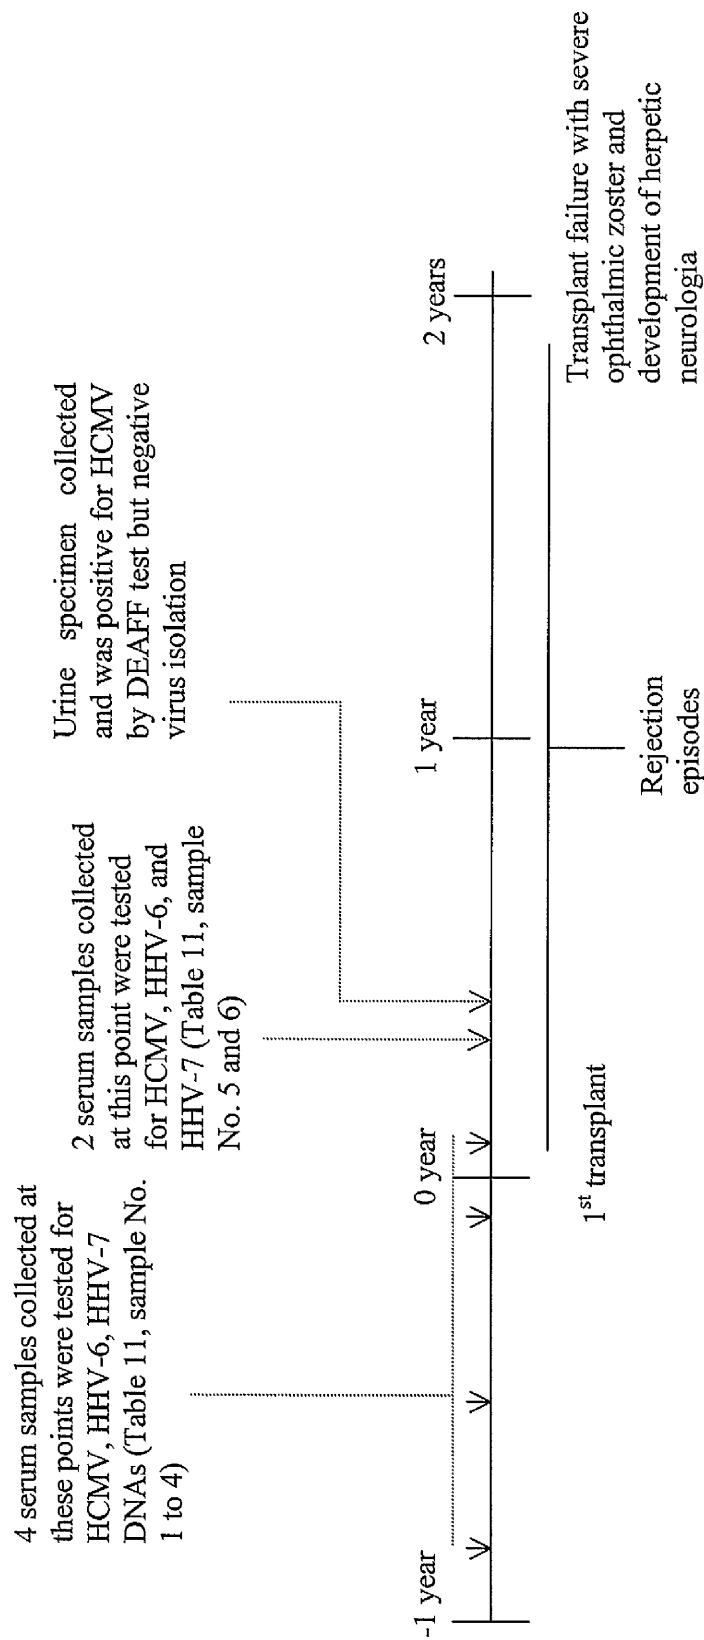 4 serum samples collected at
these points were tested for
HCMV, HHV-6, HHV-7
DNAs (Table 11, sample No.
1 to 4)
2 serum samples collected
at this point were tested
for HCMV, HHV-6, and
HHV-7 (Table 11, sample
No. 5 and 6)
Urine specimen collected
and was positive for HCMV
by DEAFF test but negative
virus isolation
-1 year
0 year
1 year
2 years
1st transplant
Rejection
episodes
Transplant failure with severe
ophthalmic zoster and
development of herpetic
neurologia